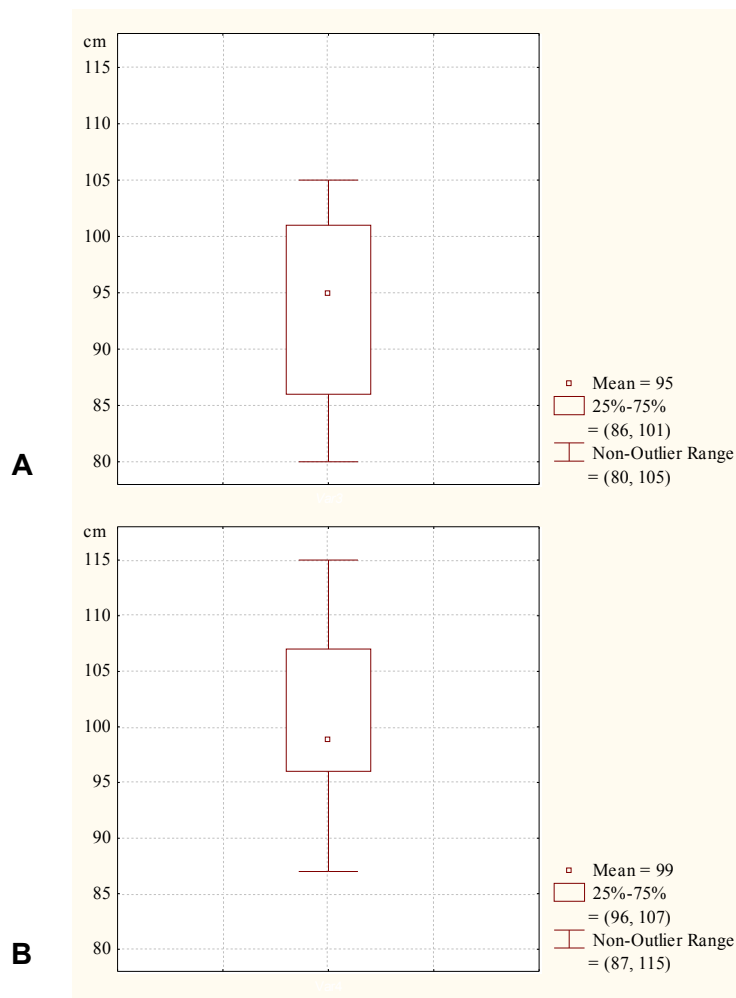 cm
115
110
105
100
95
90
85
80
A
Mean = 95
25%-75%
= (86, 101)
Non-Outlier Range
= (80, 105)
cm
115
110
105
100
95
90
85
80
B
Mean = 99
25%-75%
= (96, 107)
Non-Outlier Range
= (87, 115)